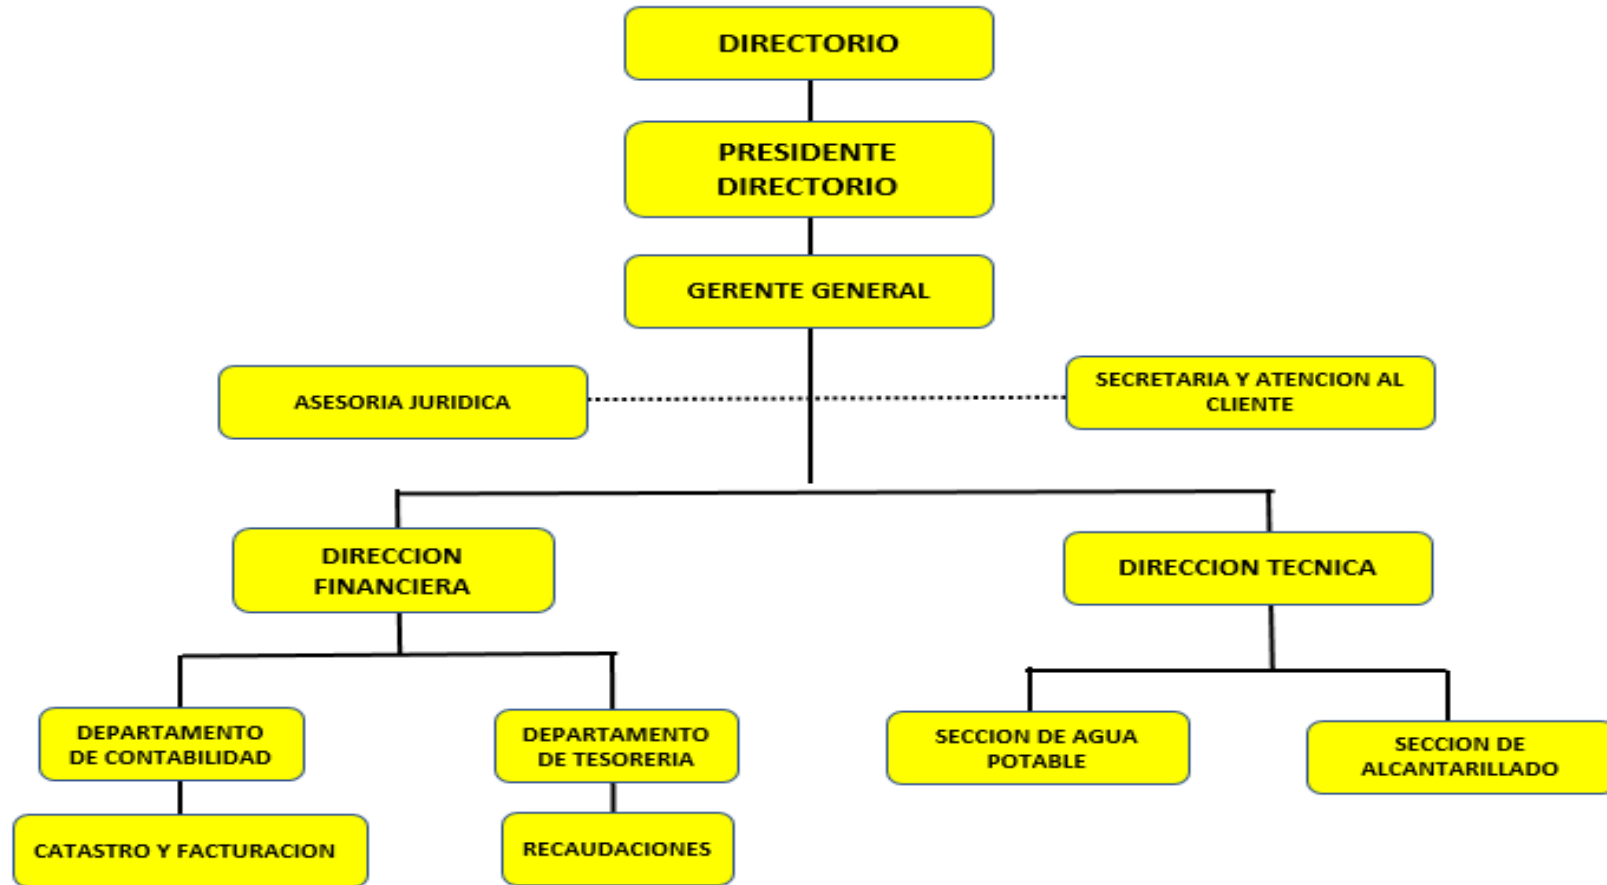 DIRECTORIO
PRESIDENTE
DIRECTORIO
GERENTE GENERAL
ASESORIA JURIDICA
SECRETARIA Y ATENCION AL
CLIENTE
DIRECCION
FINANCIERA
DIRECCION TECNICA
DEPARTAMENTO
DE CONTABILIDAD
DEPARTAMENTO
DE TESORERIA
SECCION DE AGUA
POTABLE
SECCION DE
ALCANTARILLADO
CATASTRO Y FACTURACION
RECAUDACIONES